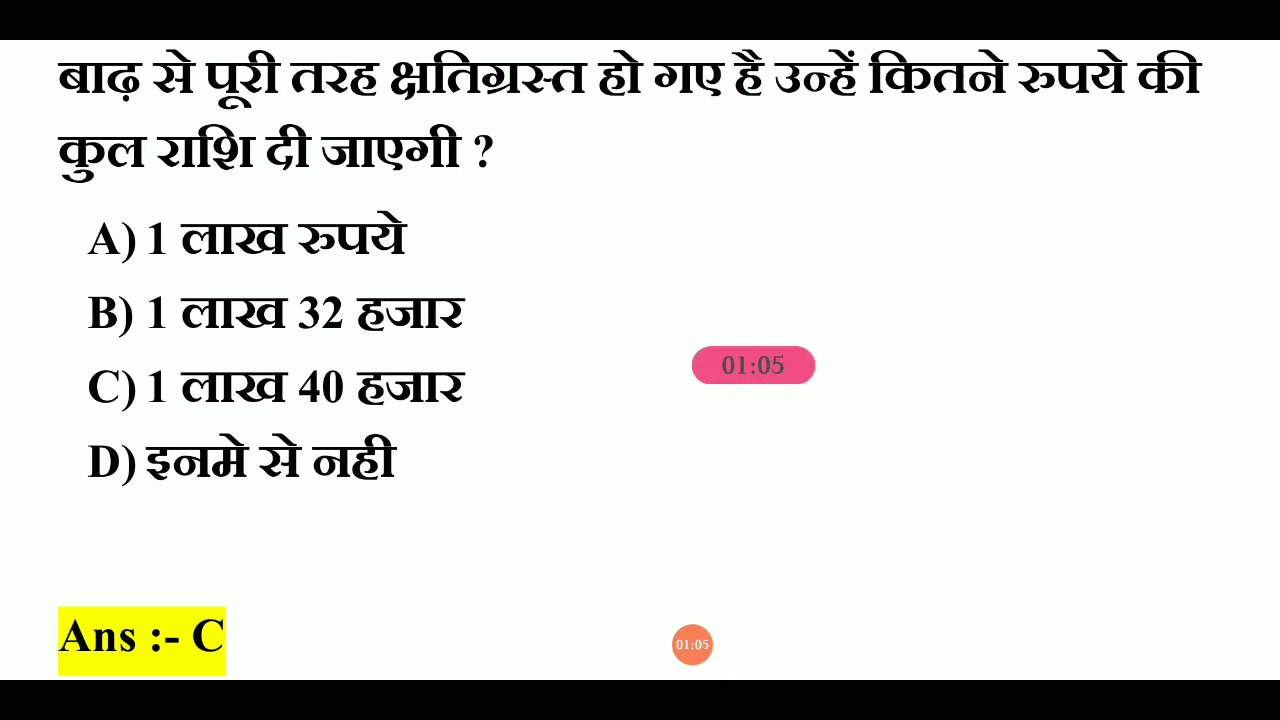 बाढ़ से पूरी तरह क्षतिग्रस्त हो गए है उन्हें कितने रुपये की
कुल राशि दी जाएगी ?
A) 1 लाख रुपये
B) 1 लाख 32 हजार
C) 1 लाख 40 हजार
01:05
D) इनमे से नही
Ans :- C
01:05